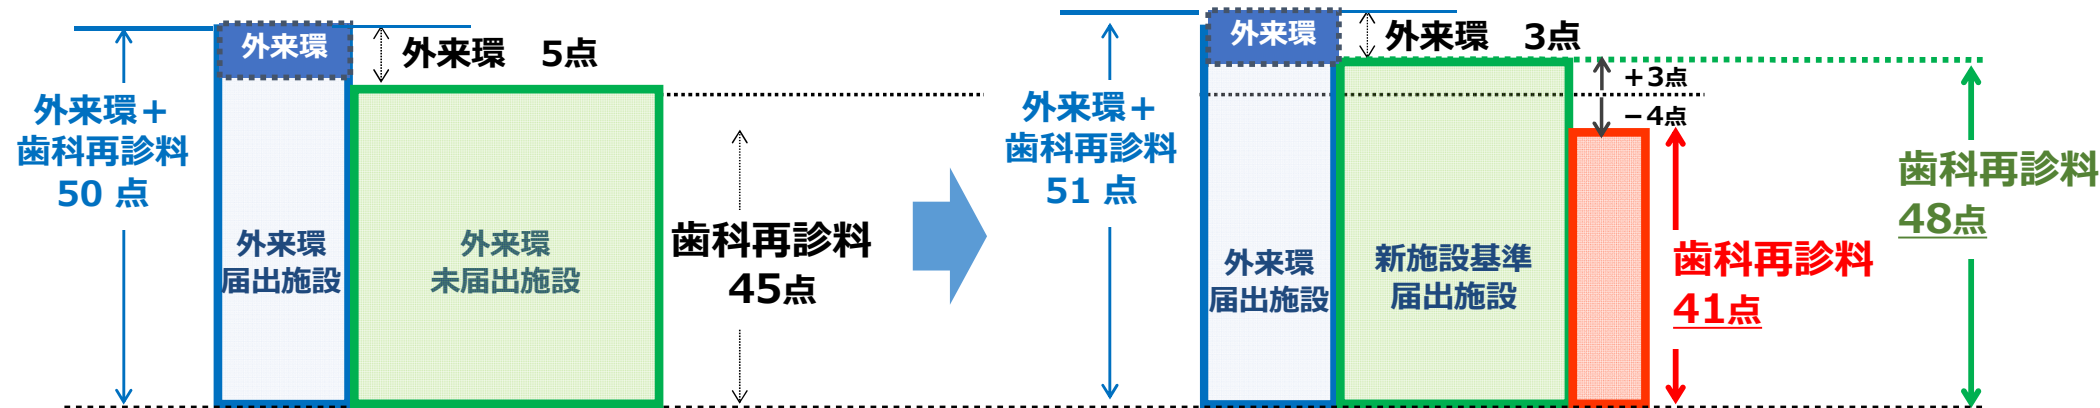 外来環
外来環　5点
外来環＋
歯科再診料
50 点
外来環
届出施設
外来環
未届出施設
歯科再診料
45点
外来環
外来環　3点
外来環＋
歯科再診料
51 点
外来環
届出施設
新施設基準
届出施設
＋3点
－4点
歯科再診料
41点
歯科再診料
48点